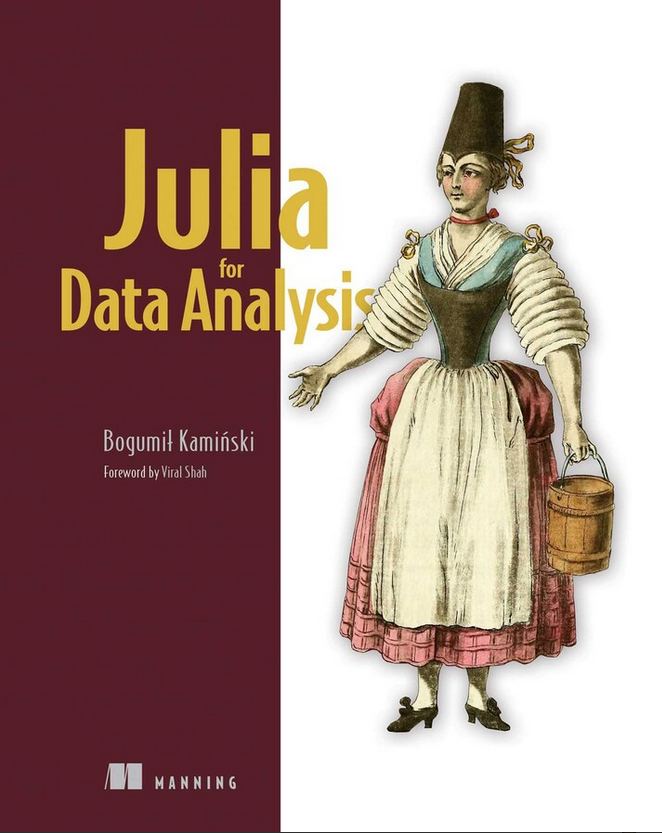 Julia
for
Data Analysis
Bogumił Kamiński
Foreword by Viral Shah
MANNING